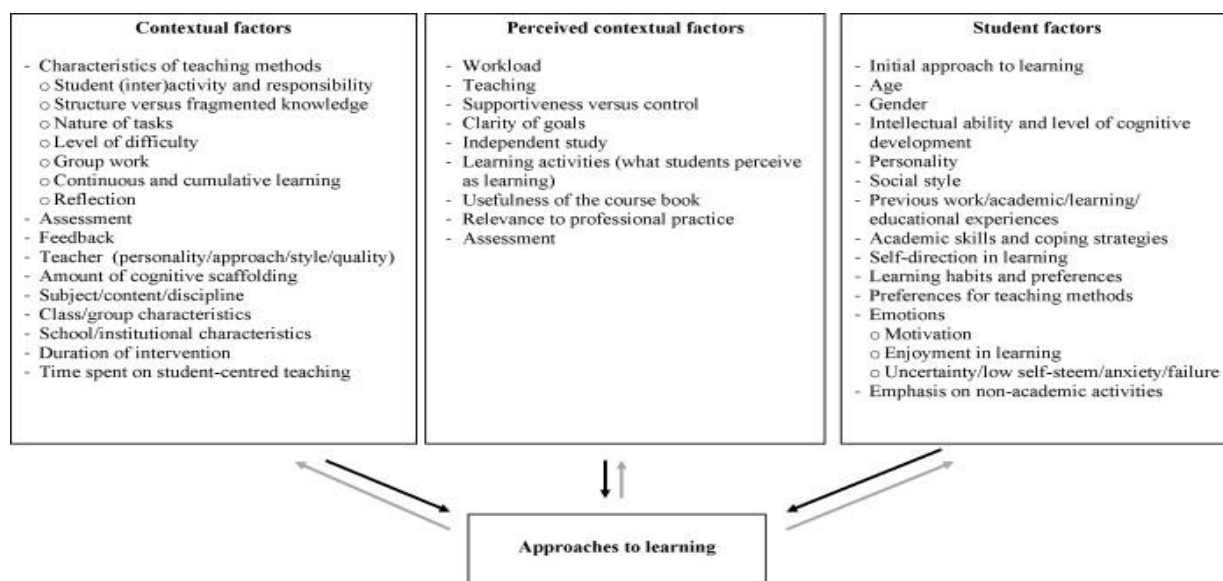 Contextual factors
- Characteristics of teaching methods
o Student (inter)activity and responsibility
o Structure versus fragmented knowledge
o Nature of tasks
o Level of difficulty
o Group work
o Continuous and cumulative learning
o Reflection
- Assessment
- Feedback
- Teacher (personality/approach/style/quality)
- Amount of cognitive scaffolding
- Subject/content/discipline
- Class/group characteristics
- School/institutional characteristics
- Duration of intervention
- Time spent on student-centred teaching
Perceived contextual factors
- Workload
- Teaching
- Supportiveness versus control
- Clarity of goals
- Independent study
- Learning activities (what students perceive
as learning)
- Usefulness of the course book
- Relevance to professional practice
- Assessment
Student factors
- Initial approach to learning
- Age
- Gender
- Intellectual ability and level of cognitive
development
- Personality
- Social style
- Previous work/academic/learning/
educational experiences
- Academic skills and coping strategies
- Self-direction in learning
- Learning habits and preferences
- Preferences for teaching methods
- Emotions
o Motivation
o Enjoyment in learning
o Uncertainty/low self-steem/anxiety/failure
- Emphasis on non-academic activities
Approaches to learning